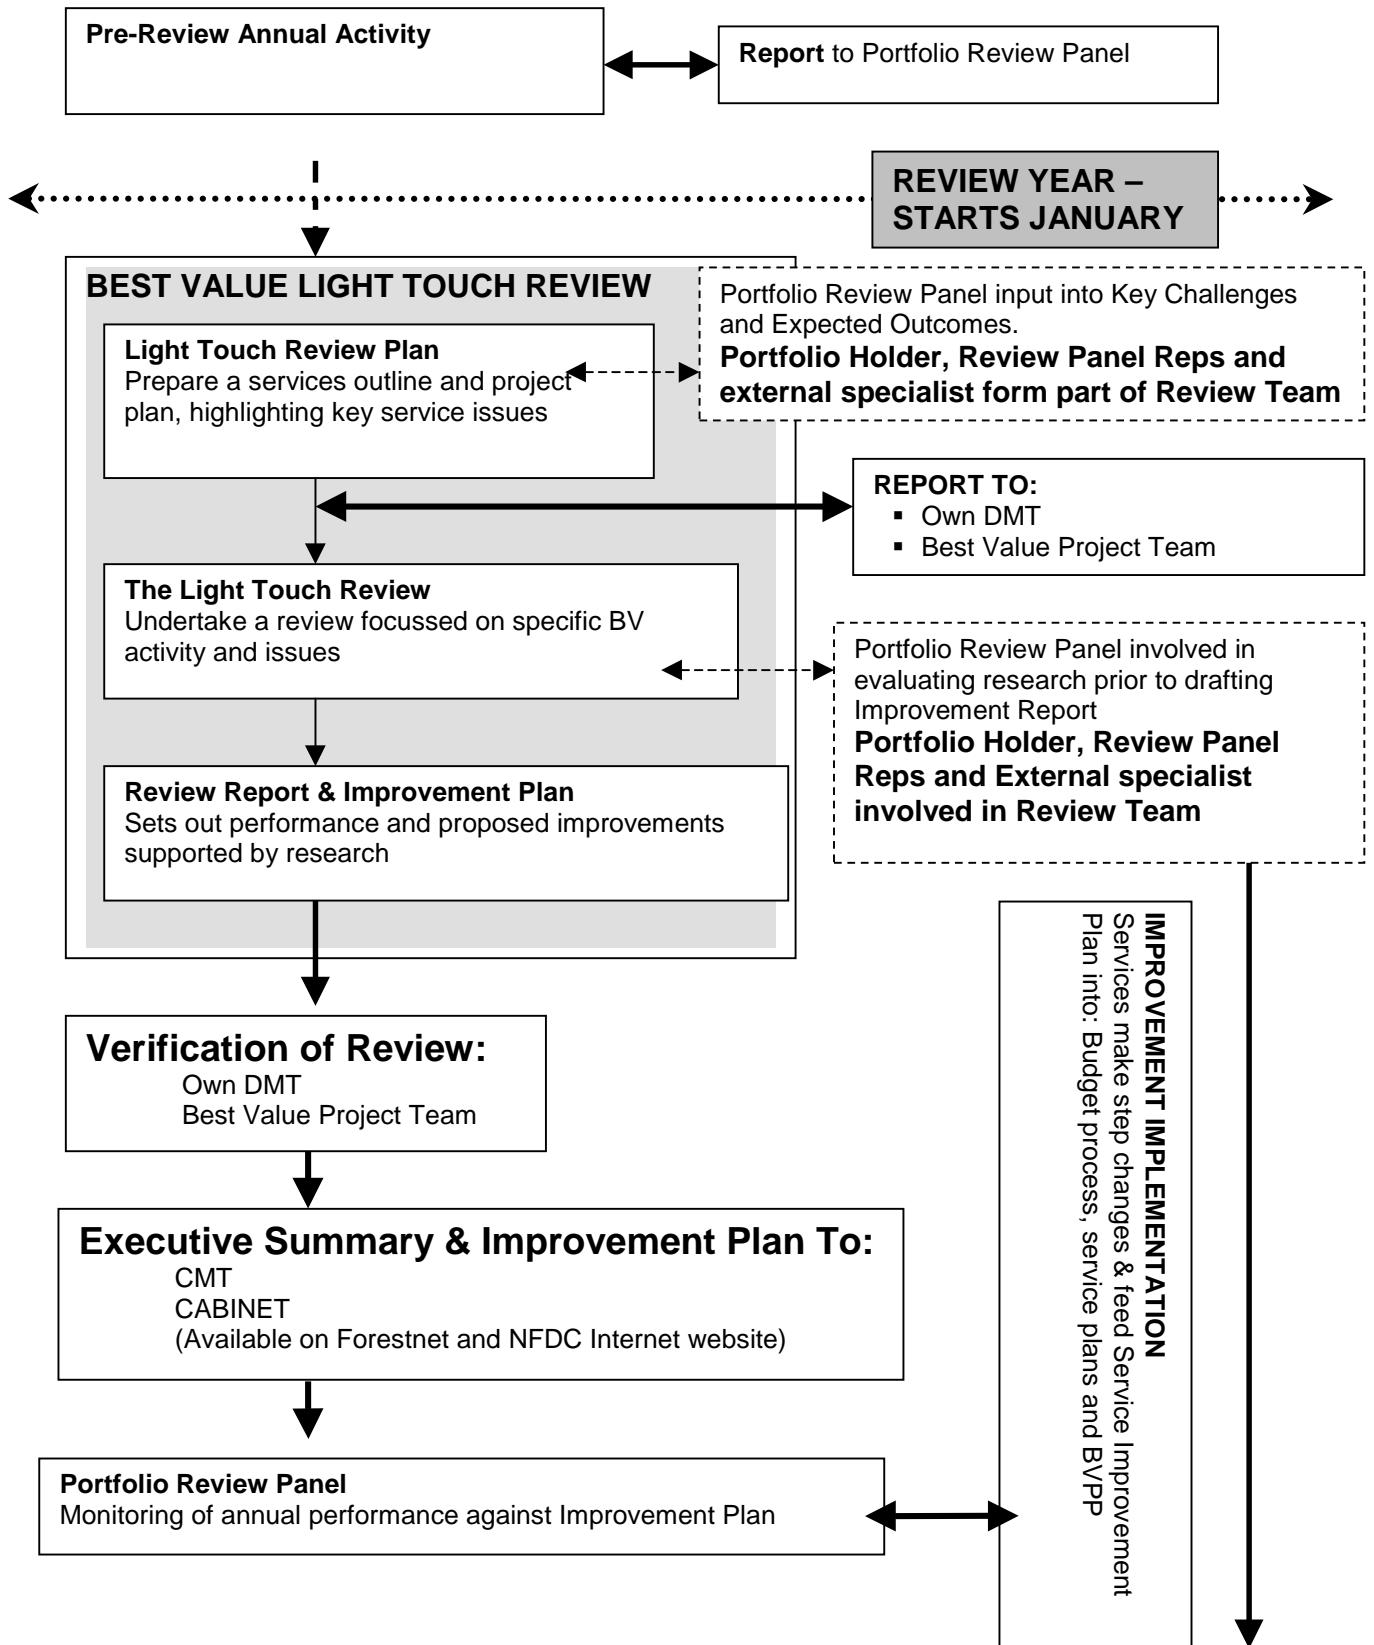 Pre-Review Annual Activity
Report to Portfolio Review Panel
REVIEW YEAR –
STARTS JANUARY
BEST VALUE LIGHT TOUCH REVIEW
Portfolio Review Panel input into Key Challenges
and Expected Outcomes.
Portfolio Holder, Review Panel Reps and
external specialist form part of Review Team
Light Touch Review Plan
Prepare a services outline and project
plan, highlighting key service issues
REPORT TO:
▪ Own DMT
▪ Best Value Project Team
The Light Touch Review
Undertake a review focussed on specific BV
activity and issues
Portfolio Review Panel involved in
evaluating research prior to drafting
Improvement Report
Portfolio Holder, Review Panel
Reps and External specialist
involved in Review Team
Review Report & Improvement Plan
Sets out performance and proposed improvements
supported by research
IMPROVEMENT IMPLEMENTATION
Services make step changes & feed Service Improvement
Plan into: Budget process, service plans and BVPP
Verification of Review:
Own DMT
Best Value Project Team
Executive Summary & Improvement Plan To:
CMT
CABINET
(Available on Forestnet and NFDC Internet website)
Portfolio Review Panel
Monitoring of annual performance against Improvement Plan